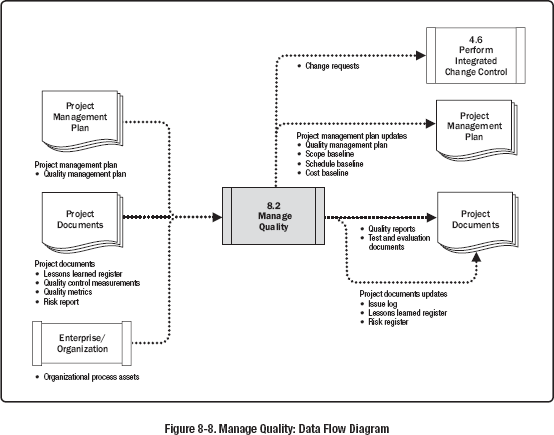 4.6
Perform
Integrated
Change Control
• Change requests
Project
Management
Plan
Project management plan
• Quality management plan
Project
Management
Plan
Project management plan updates
• Quality management plan
• Scope baseline
• Schedule baseline
• Cost baseline
8.2
Manage
Quality
Project
Documents
Project documents
• Lessons learned register
• Quality control measurements
• Quality metrics
• Risk report
Project
Documents
• Quality reports
• Test and evaluation
documents
Project documents updates
• Issue log
• Lessons learned register
• Risk register
Enterprise/
Organization
• Organizational process assets
Figure 8-8. Manage Quality: Data Flow Diagram